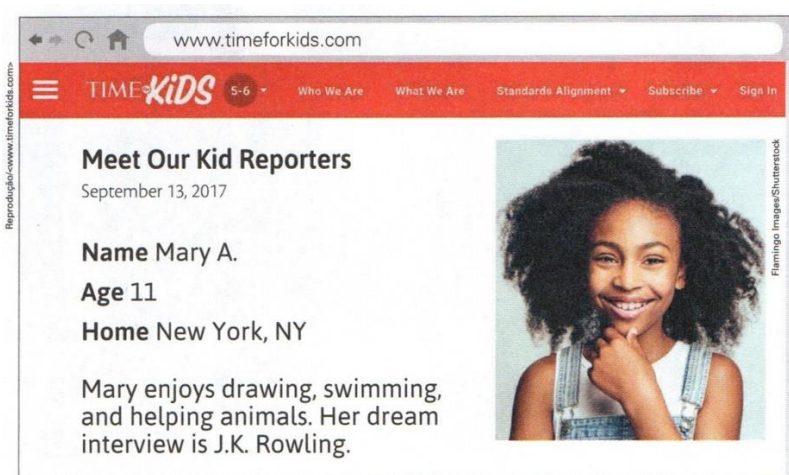 www.timeforkids.com
TIME for KiDS 5-6 Who We Are What We Are Standards Alignment Subscribe Sign In
Reprodução/<www.timeforkids.com>
Meet Our Kid Reporters
September 13, 2017
Name Mary A.
Age 11
Home New York, NY
Mary enjoys drawing, swimming,
and helping animals. Her dream
interview is J.K. Rowling.
Flamingo Images/Shutterstock